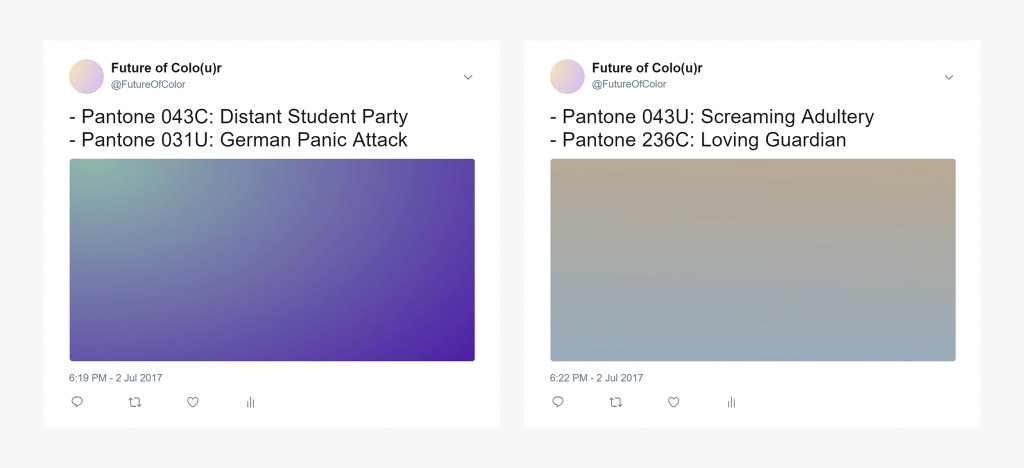 Future of Colo(u)r
@FutureOfColor
- Pantone 043C: Distant Student Party
- Pantone 031U: German Panic Attack
6:19 PM - 2 Jul 2017
Future of Colo(u)r
@FutureOfColor
- Pantone 043U: Screaming Adultery
- Pantone 236C: Loving Guardian
6:22 PM - 2 Jul 2017